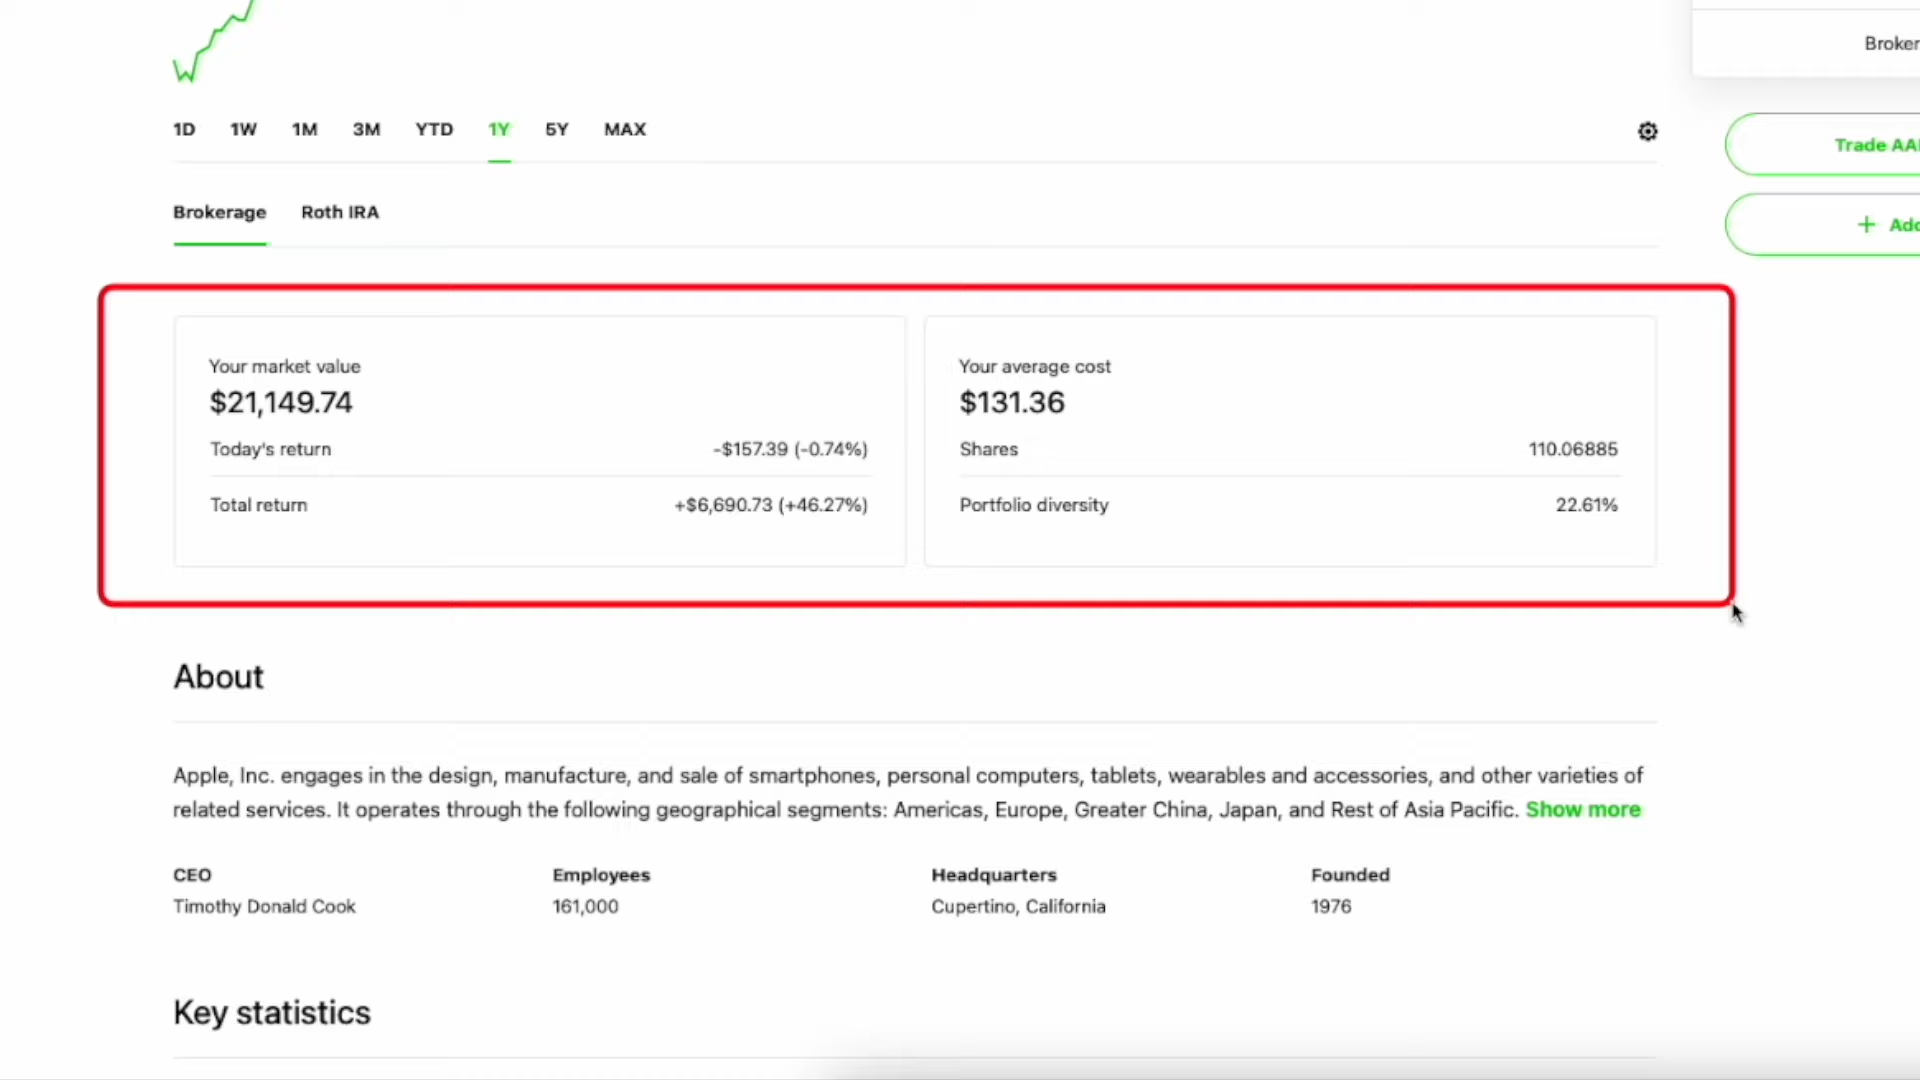 Broker
1D 1W 1M 3M YTD 1Y 5Y MAX
Trade AA
Brokerage Roth IRA
+ Add
Your market value
$21,149.74
Today's return -$157.39 (-0.74%)
Total return +$6,690.73 (+46.27%)
Your average cost
$131.36
Shares 110.06885
Portfolio diversity 22.61%
About
Apple, Inc. engages in the design, manufacture, and sale of smartphones, personal computers, tablets, wearables and accessories, and other varieties of
related services. It operates through the following geographical segments: Americas, Europe, Greater China, Japan, and Rest of Asia Pacific. Show more
CEO Employees Headquarters Founded
Timothy Donald Cook 161,000 Cupertino, California 1976
Key statistics